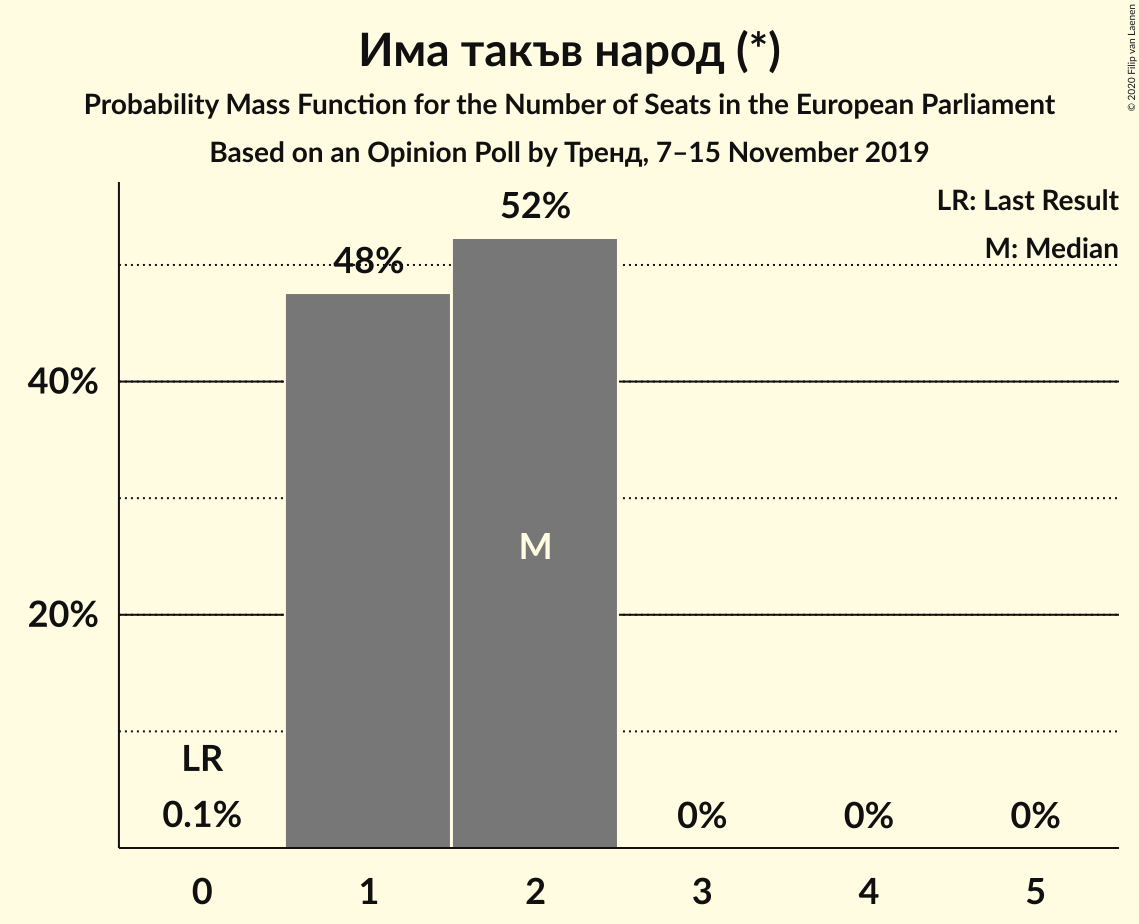 © 2020 Filip van Laenen
Има такъв народ (*)
Probability Mass Function for the Number of Seats in the European Parliament
Based on an Opinion Poll by Тренд, 7–15 November 2019
LR: Last Result
M: Median
52%
48%
40%
20%
M
LR
0.1%
0%
0%
0%
0
1
2
3
4
5